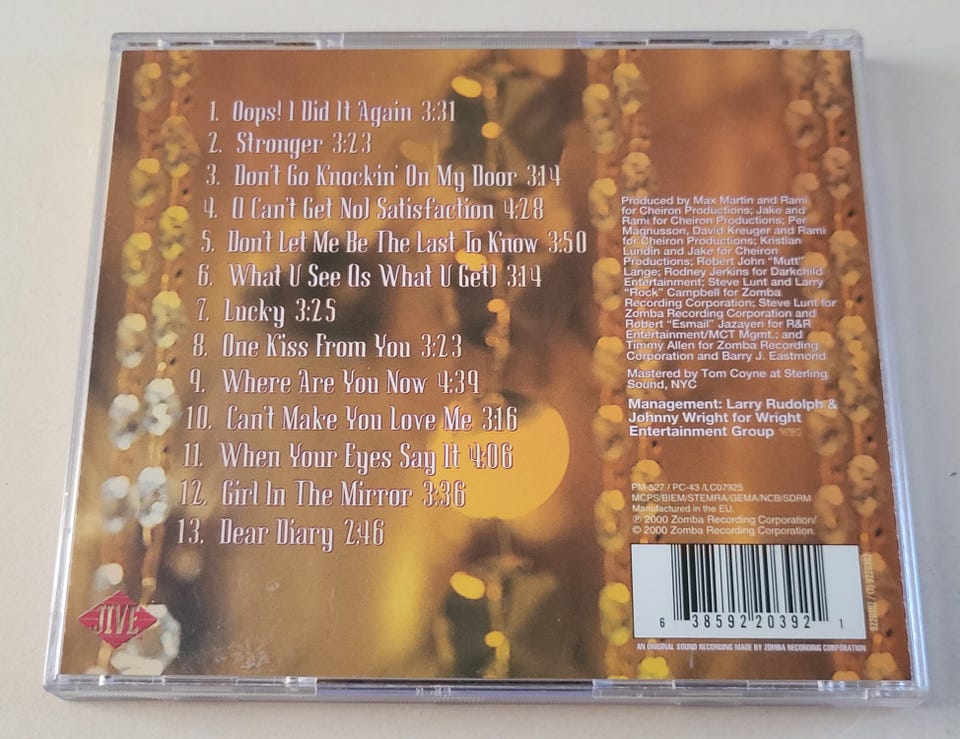 1. Oops! I Did It Again 3:31
2. Stronger 3:23
3. Don't Go Knockin' On My Door 3:14
4. (I Can't Get No) Satisfaction 4:28
5. Don't Let Me Be The Last To Know 3:50
6. What U See (Is What U Get) 3:14
7. Lucky 3:25
8. One Kiss From You 3:23
9. Where Are You Now 4:39
10. Can't Make You Love Me 3:16
11. When Your Eyes Say It 4:06
12. Girl In The Mirror 3:36
13. Dear Diary 2:46
JIVE
Produced by Max Martin and Rami
for Cheiron Productions; Jake and
Rami for Cheiron Productions; Per
Magnusson, David Kreuger and Rami
for Cheiron Productions; Kristian
Lundin and Jake for Cheiron
Productions; Robert John "Mutt"
Lange; Rodney Jerkins for Darkchild
Entertainment; Steve Lunt and Larry
"Rock" Campbell for Zomba
Recording Corporation; Steve Lunt for
Zomba Recording Corporation and
Robert "Esmail" Jazayeri for R&R
Entertainment/MCT Mgmt.; and
Timmy Allen for Zomba Recording
Corporation and Barry J. Eastmond
Mastered by Tom Coyne at Sterling
Sound, NYC
Management: Larry Rudolph &
Johnny Wright for Wright
Entertainment Group WEG
PM-527 / PC-43 /LC07925
MCPS/BIEM/STEMRA/GEMA/NCB/SDRM
Manufactured in the EU.
℗ 2000 Zomba Recording Corporation/
© 2000 Zomba Recording Corporation.
6 38592 20392 1
AN ORIGINAL SOUND RECORDING MADE BY ZOMBA RECORDING CORPORATION